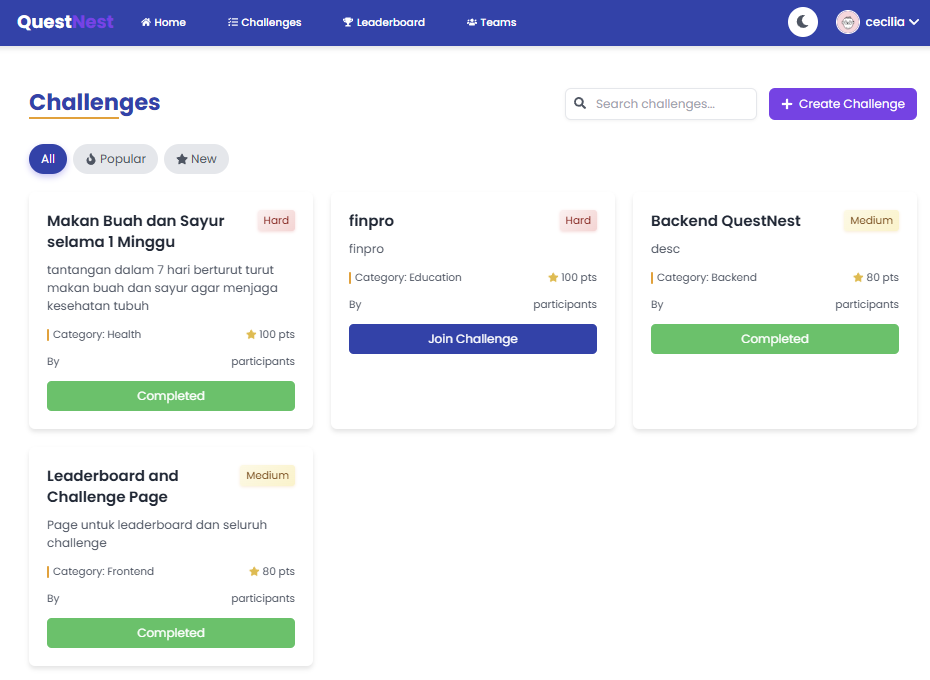 QuestNest Home Challenges Leaderboard Teams cecilia
Challenges Search challenges... Create Challenge
All Popular New
Makan Buah dan Sayur
selama 1 Minggu
Hard
tantangan dalam 7 hari berturut turut
makan buah dan sayur agar menjaga
kesehatan tubuh
Category: Health 100 pts
By participants
Completed
finpro Hard
finpro
Category: Education 100 pts
By participants
Join Challenge
Backend QuestNest Medium
desc
Category: Backend 80 pts
By participants
Completed
Leaderboard and
Challenge Page
Medium
Page untuk leaderboard dan seluruh
challenge
Category: Frontend 80 pts
By participants
Completed